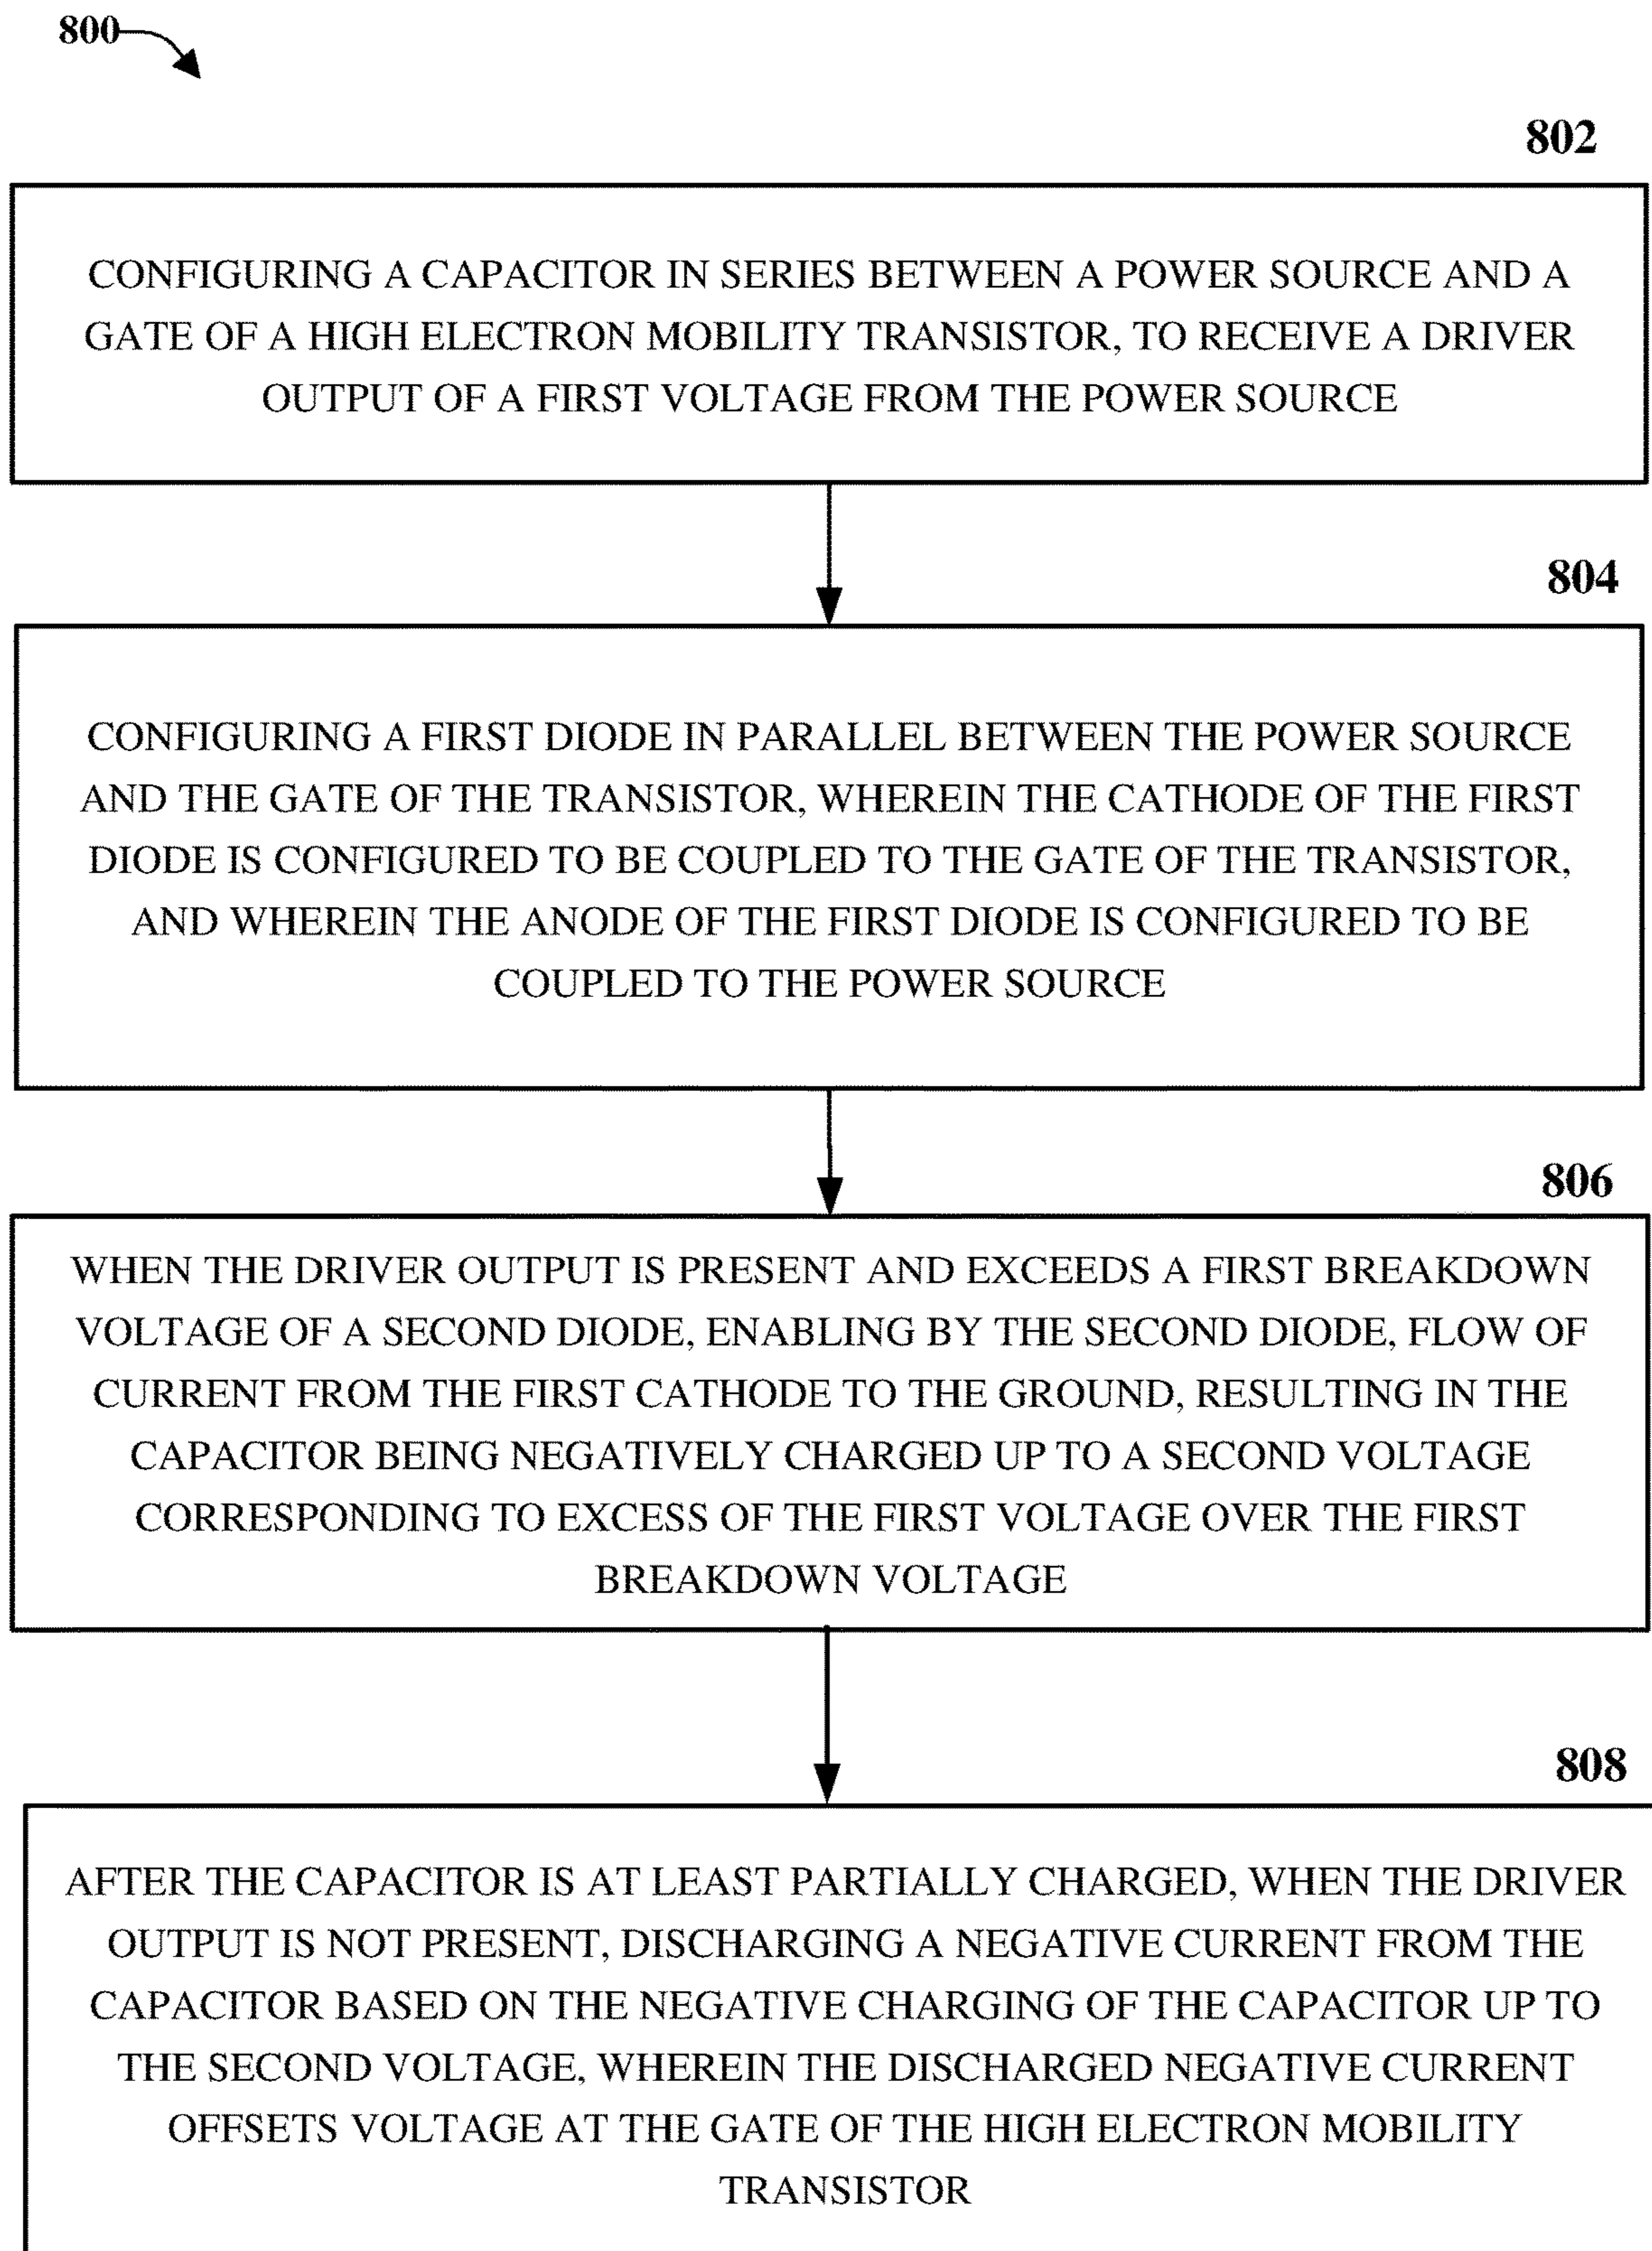 800
802
CONFIGURING A CAPACITOR IN SERIES BETWEEN A POWER SOURCE AND A
GATE OF A HIGH ELECTRON MOBILITY TRANSISTOR, TO RECEIVE A DRIVER
OUTPUT OF A FIRST VOLTAGE FROM THE POWER SOURCE
804
CONFIGURING A FIRST DIODE IN PARALLEL BETWEEN THE POWER SOURCE
AND THE GATE OF THE TRANSISTOR, WHEREIN THE CATHODE OF THE FIRST
DIODE IS CONFIGURED TO BE COUPLED TO THE GATE OF THE TRANSISTOR,
AND WHEREIN THE ANODE OF THE FIRST DIODE IS CONFIGURED TO BE
COUPLED TO THE POWER SOURCE
806
WHEN THE DRIVER OUTPUT IS PRESENT AND EXCEEDS A FIRST BREAKDOWN
VOLTAGE OF A SECOND DIODE, ENABLING BY THE SECOND DIODE, FLOW OF
CURRENT FROM THE FIRST CATHODE TO THE GROUND, RESULTING IN THE
CAPACITOR BEING NEGATIVELY CHARGED UP TO A SECOND VOLTAGE
CORRESPONDING TO EXCESS OF THE FIRST VOLTAGE OVER THE FIRST
BREAKDOWN VOLTAGE
808
AFTER THE CAPACITOR IS AT LEAST PARTIALLY CHARGED, WHEN THE DRIVER
OUTPUT IS NOT PRESENT, DISCHARGING A NEGATIVE CURRENT FROM THE
CAPACITOR BASED ON THE NEGATIVE CHARGING OF THE CAPACITOR UP TO
THE SECOND VOLTAGE, WHEREIN THE DISCHARGED NEGATIVE CURRENT
OFFSETS VOLTAGE AT THE GATE OF THE HIGH ELECTRON MOBILITY
TRANSISTOR